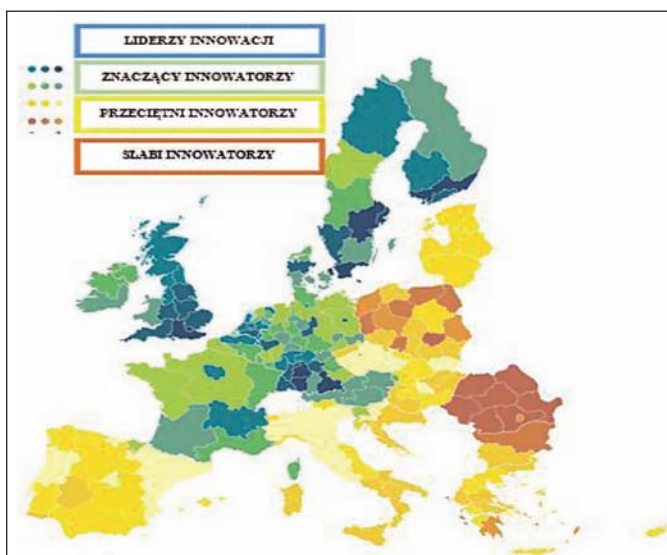 LIDERZY INNOWACJI
ZNACZĄCY INNOWATORZY
PRZECIĘTNI INNOWATORZY
SŁABI INNOWATORZY